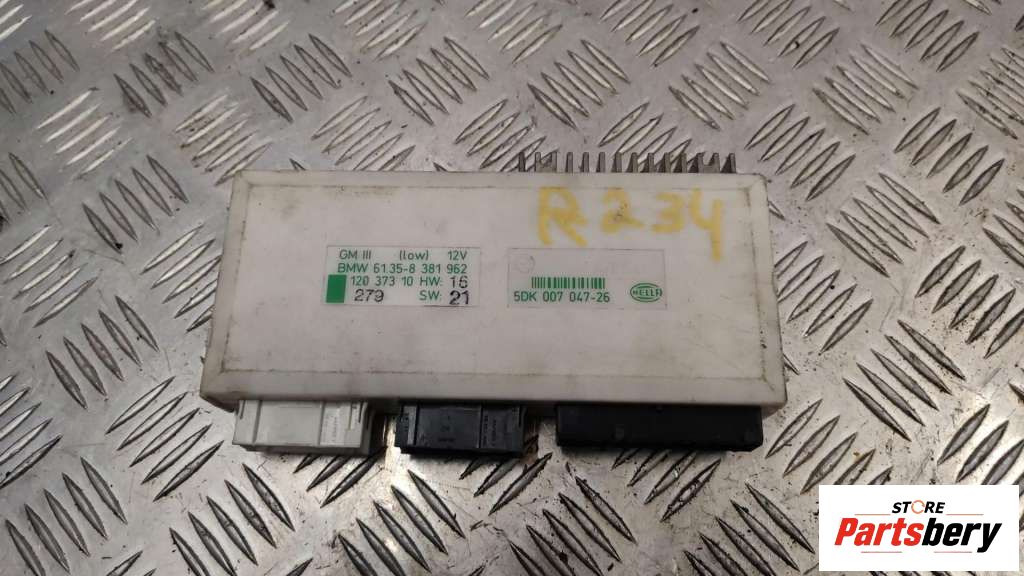 R234
GM III (low) 12V
BMW 61.35-8 381 962
120 373 10 HW: 16
279 SW: 21
5DK 007 047-26
HELLA
STORE
Partsbery